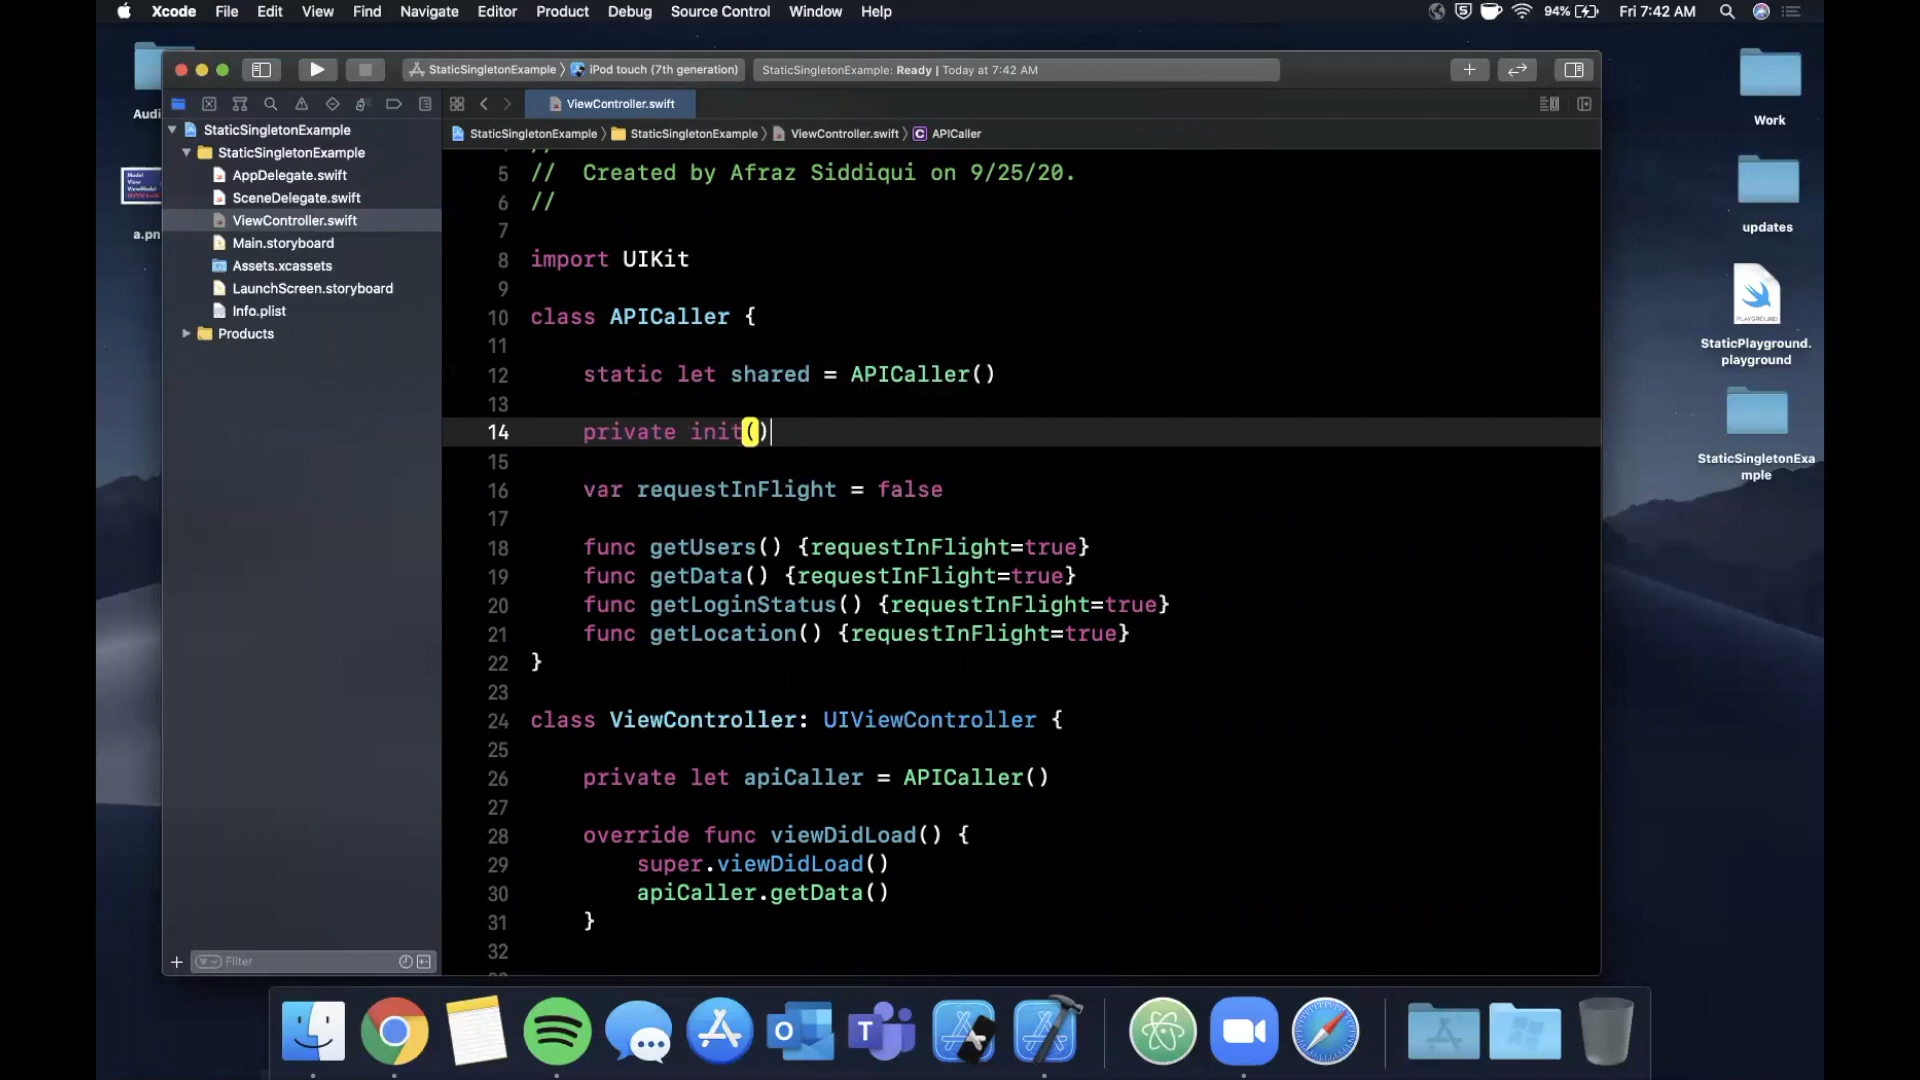 Xcode File Edit View Find Navigate Editor Product Debug Source Control Window Help 94% Fri 7:42 AM
StaticSingletonExample 〉 iPod touch (7th generation) StaticSingletonExample: Ready | Today at 7:42 AM
ViewController.swift
StaticSingletonExample 〉 StaticSingletonExample 〉 ViewController.swift 〉 C APICaller
StaticSingletonExample
StaticSingletonExample
AppDelegate.swift
SceneDelegate.swift
ViewController.swift
Main.storyboard
Assets.xcassets
LaunchScreen.storyboard
Info.plist
Products
Filter
5 // Created by Afraz Siddiqui on 9/25/20.
6 //
7
8 import UIKit
9
10 class APICaller {
11
12 static let shared = APICaller()
13
14 private init()
15
16 var requestInFlight = false
17
18 func getUsers() {requestInFlight=true}
19 func getData() {requestInFlight=true}
20 func getLoginStatus() {requestInFlight=true}
21 func getLocation() {requestInFlight=true}
22 }
23
24 class ViewController: UIViewController {
25
26 private let apiCaller = APICaller()
27
28 override func viewDidLoad() {
29 super.viewDidLoad()
30 apiCaller.getData()
31 }
32
Audi
Model
View
ViewModel
a.pn
Work
updates
PLAYGROUND
StaticPlayground.
playground
StaticSingletonExa
mple